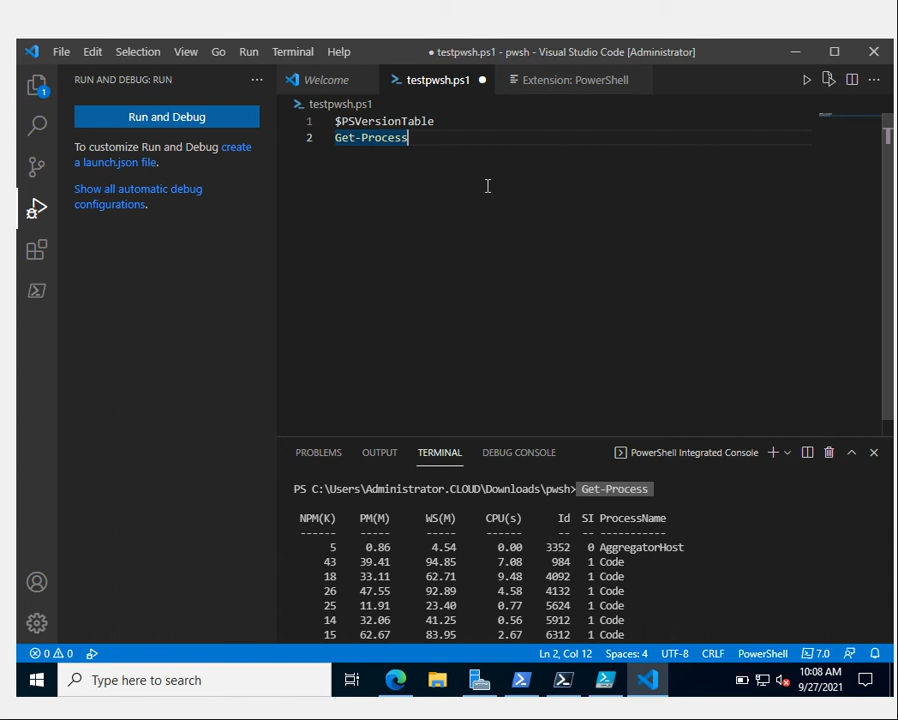 File Edit Selection View Go Run Terminal Help ● testpwsh.ps1 - pwsh - Visual Studio Code [Administrator]
RUN AND DEBUG: RUN ... Welcome testpwsh.ps1 Extension: PowerShell
Run and Debug
To customize Run and Debug create
a launch.json file.
Show all automatic debug
configurations.
1
testpwsh.ps1
1 $PSVersionTable
2 Get-Process
PROBLEMS OUTPUT TERMINAL DEBUG CONSOLE PowerShell Integrated Console
PS C:\Users\Administrator.CLOUD\Downloads\pwsh> Get-Process
NPM(K) PM(M) WS(M) CPU(s) Id SI ProcessName
------ ----- ----- ------ -- -- -----------
5 0.86 4.54 0.00 3352 0 AggregatorHost
43 39.41 94.85 7.08 984 1 Code
18 33.11 62.71 9.48 4092 1 Code
26 47.55 92.89 4.58 4132 1 Code
25 11.91 23.40 0.77 5624 1 Code
14 32.06 41.25 0.56 5912 1 Code
15 62.67 83.95 2.67 6312 1 Code
0 0 Ln 2, Col 12 Spaces: 4 UTF-8 CRLF PowerShell 7.0
Type here to search
10:08 AM
9/27/2021